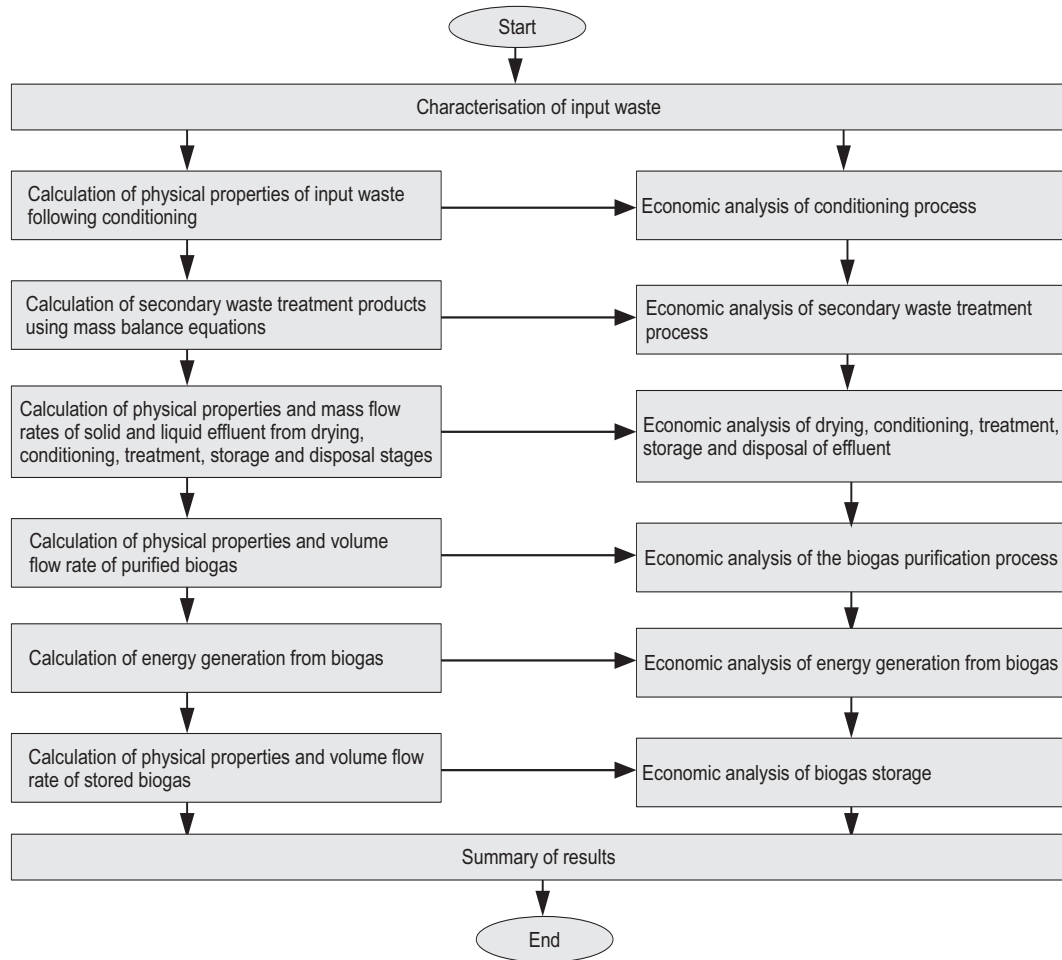 Start
Characterisation of input waste
Calculation of physical properties of input waste
following conditioning
Economic analysis of conditioning process
Calculation of secondary waste treatment products
using mass balance equations
Economic analysis of secondary waste treatment
process
Calculation of physical properties and mass flow
rates of solid and liquid effluent from drying,
conditioning, treatment, storage and disposal stages
Economic analysis of drying, conditioning, treatment,
storage and disposal of effluent
Calculation of physical properties and volume
flow rate of purified biogas
Economic analysis of the biogas purification process
Calculation of energy generation from biogas
Economic analysis of energy generation from biogas
Calculation of physical properties and volume flow
rate of stored biogas
Economic analysis of biogas storage
Summary of results
End